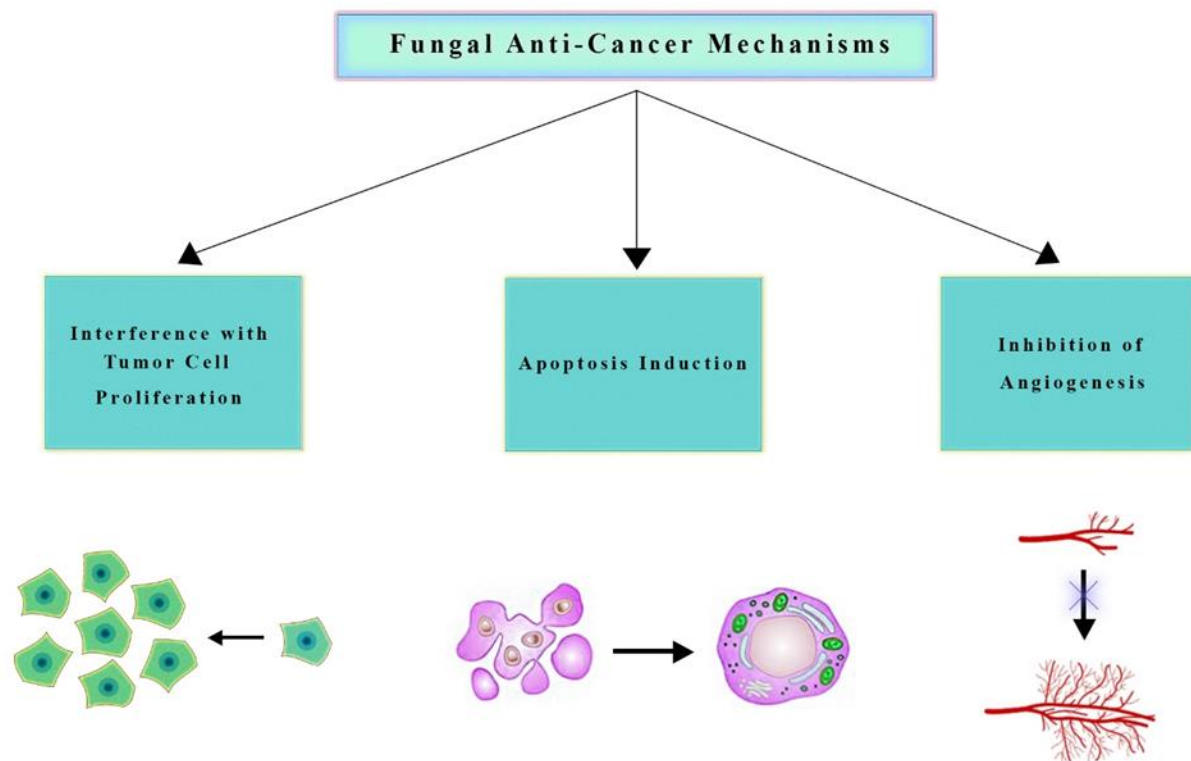 Fungal Anti-Cancer Mechanisms
Interference with
Tumor Cell
Proliferation
Apoptosis Induction
Inhibition of
Angiogenesis